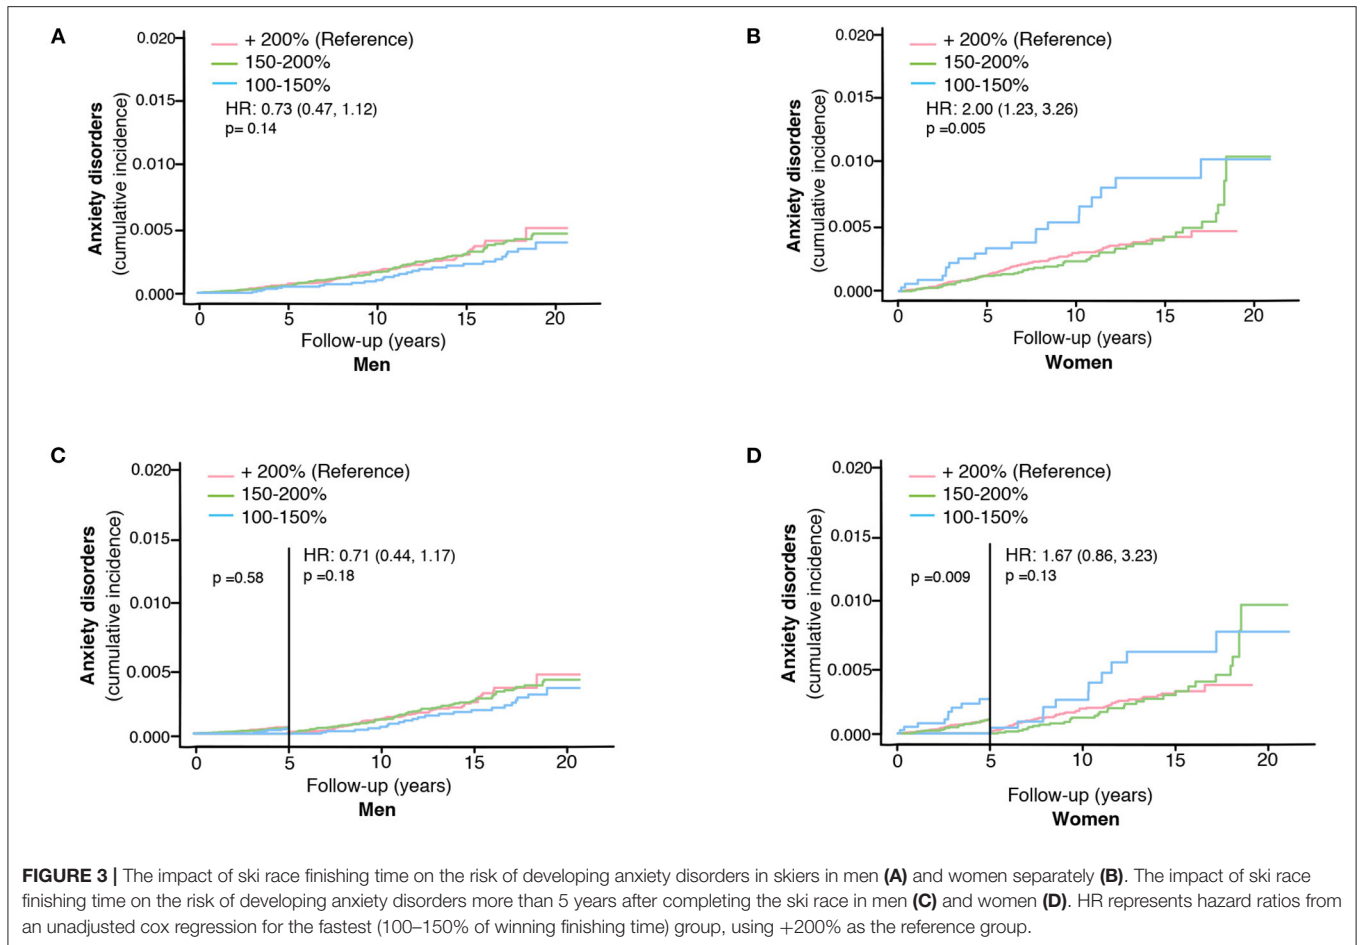 A
0.020
0.015
0.010
0.005
0.000
Anxiety disorders
(cumulative incidence)
+ 200% (Reference)
150-200%
100-150%
HR: 0.73 (0.47, 1.12)
p= 0.14
0 5 10 15 20
Follow-up (years)
Men
B
0.020
0.015
0.010
0.005
0.000
Anxiety disorders
(cumulative incidence)
+ 200% (Reference)
150-200%
100-150%
HR: 2.00 (1.23, 3.26)
p =0.005
0 5 10 15 20
Follow-up (years)
Women
C
0.020
0.015
0.010
0.005
0.000
Anxiety disorders
(cumulative incidence)
+ 200% (Reference)
150-200%
100-150%
HR: 0.71 (0.44, 1.17)
p =0.58 p =0.18
0 5 10 15 20
Follow-up (years)
Men
D
0.020
0.015
0.010
0.005
0.000
Anxiety disorders
(cumulative incidence)
+ 200% (Reference)
150-200%
100-150%
HR: 1.67 (0.86, 3.23)
p =0.009 p =0.13
0 5 10 15 20
Follow-up (years)
Women
FIGURE 3 | The impact of ski race finishing time on the risk of developing anxiety disorders in skiers in men (A) and women separately (B). The impact of ski race
finishing time on the risk of developing anxiety disorders more than 5 years after completing the ski race in men (C) and women (D). HR represents hazard ratios from
an unadjusted cox regression for the fastest (100–150% of winning finishing time) group, using +200% as the reference group.